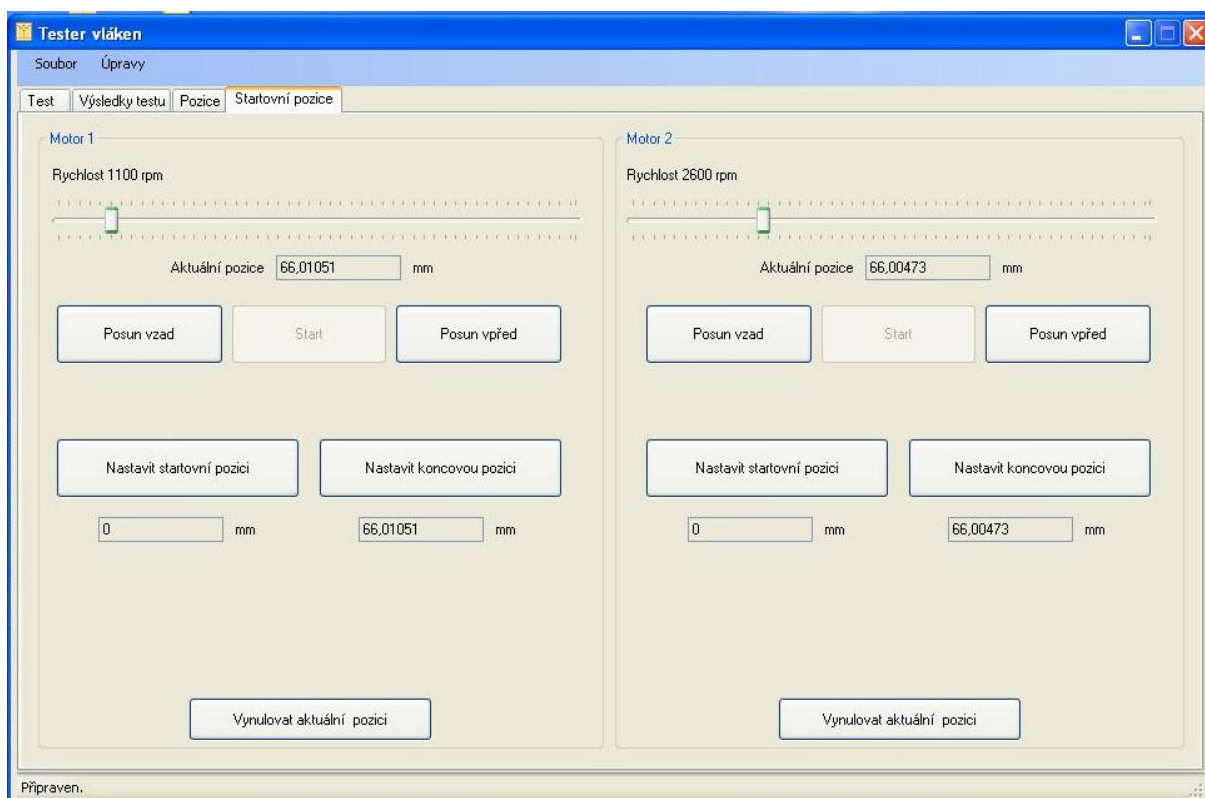 Tester vláken
Soubor Úpravy
Test Výsledky testu Pozice Startovní pozice
Motor 1
Rychlost 1100 rpm
Aktuální pozice 66,01051 mm
Posun vzad Start Posun vpřed
Nastavit startovní pozici Nastavit koncovou pozici
0 mm 66,01051 mm
Vynulovat aktuální pozici
Motor 2
Rychlost 2600 rpm
Aktuální pozice 66,00473 mm
Posun vzad Start Posun vpřed
Nastavit startovní pozici Nastavit koncovou pozici
0 mm 66,00473 mm
Vynulovat aktuální pozici
Připraven.